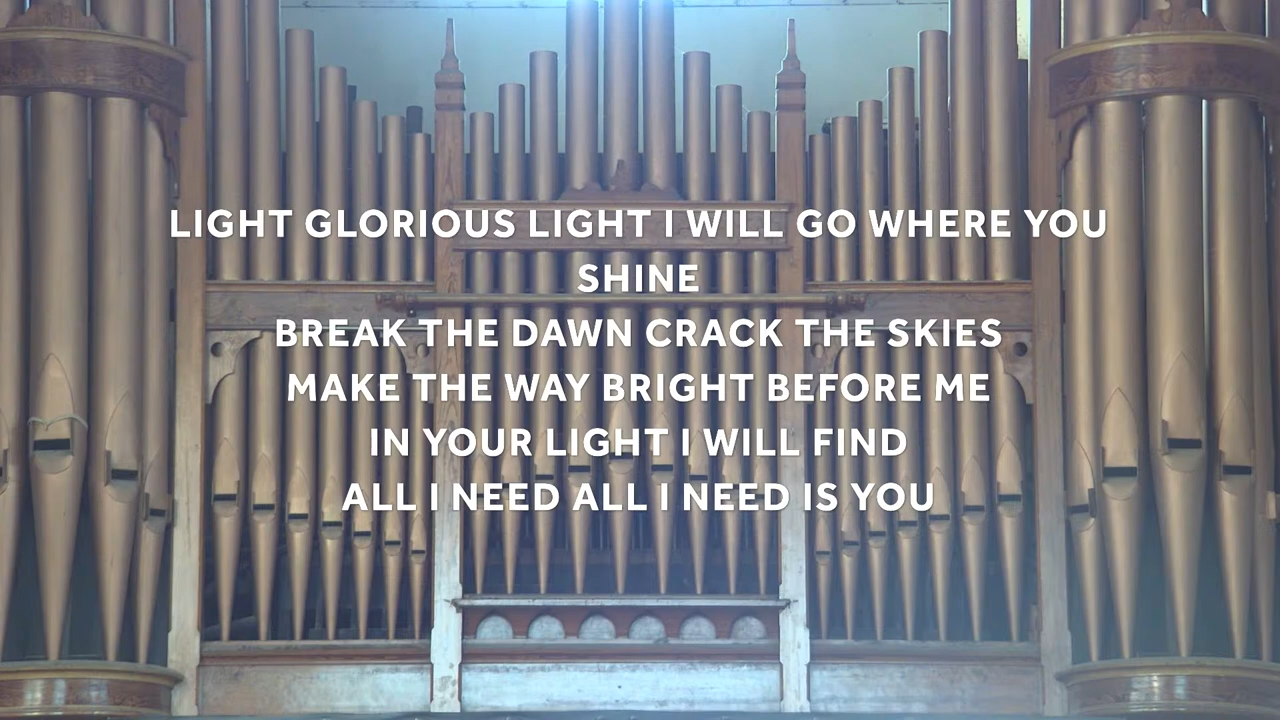 LIGHT GLORIOUS LIGHT I WILL GO WHERE YOU
SHINE
BREAK THE DAWN CRACK THE SKIES
MAKE THE WAY BRIGHT BEFORE ME
IN YOUR LIGHT I WILL FIND
ALL I NEED ALL I NEED IS YOU